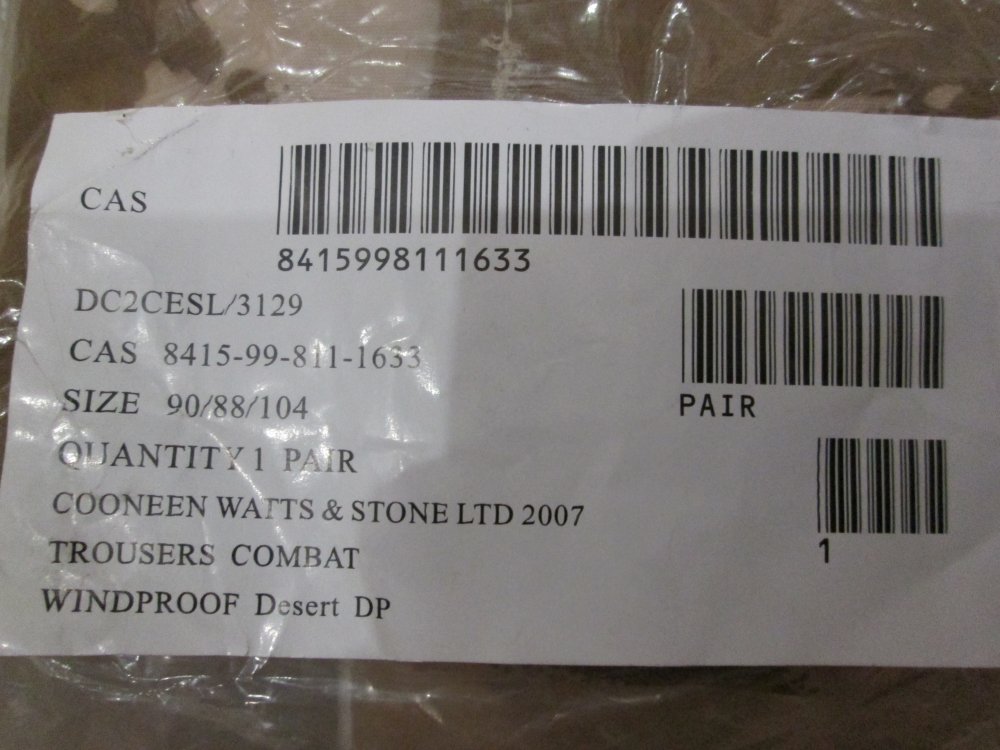 CAS
8415998111633
DC2CESL/3129
CAS 8415-99-811-1633
SIZE 90/88/104
PAIR
QUANTITY 1 PAIR
COONEEN WATTS & STONE LTD 2007
1
TROUSERS COMBAT
WINDPROOF Desert DP